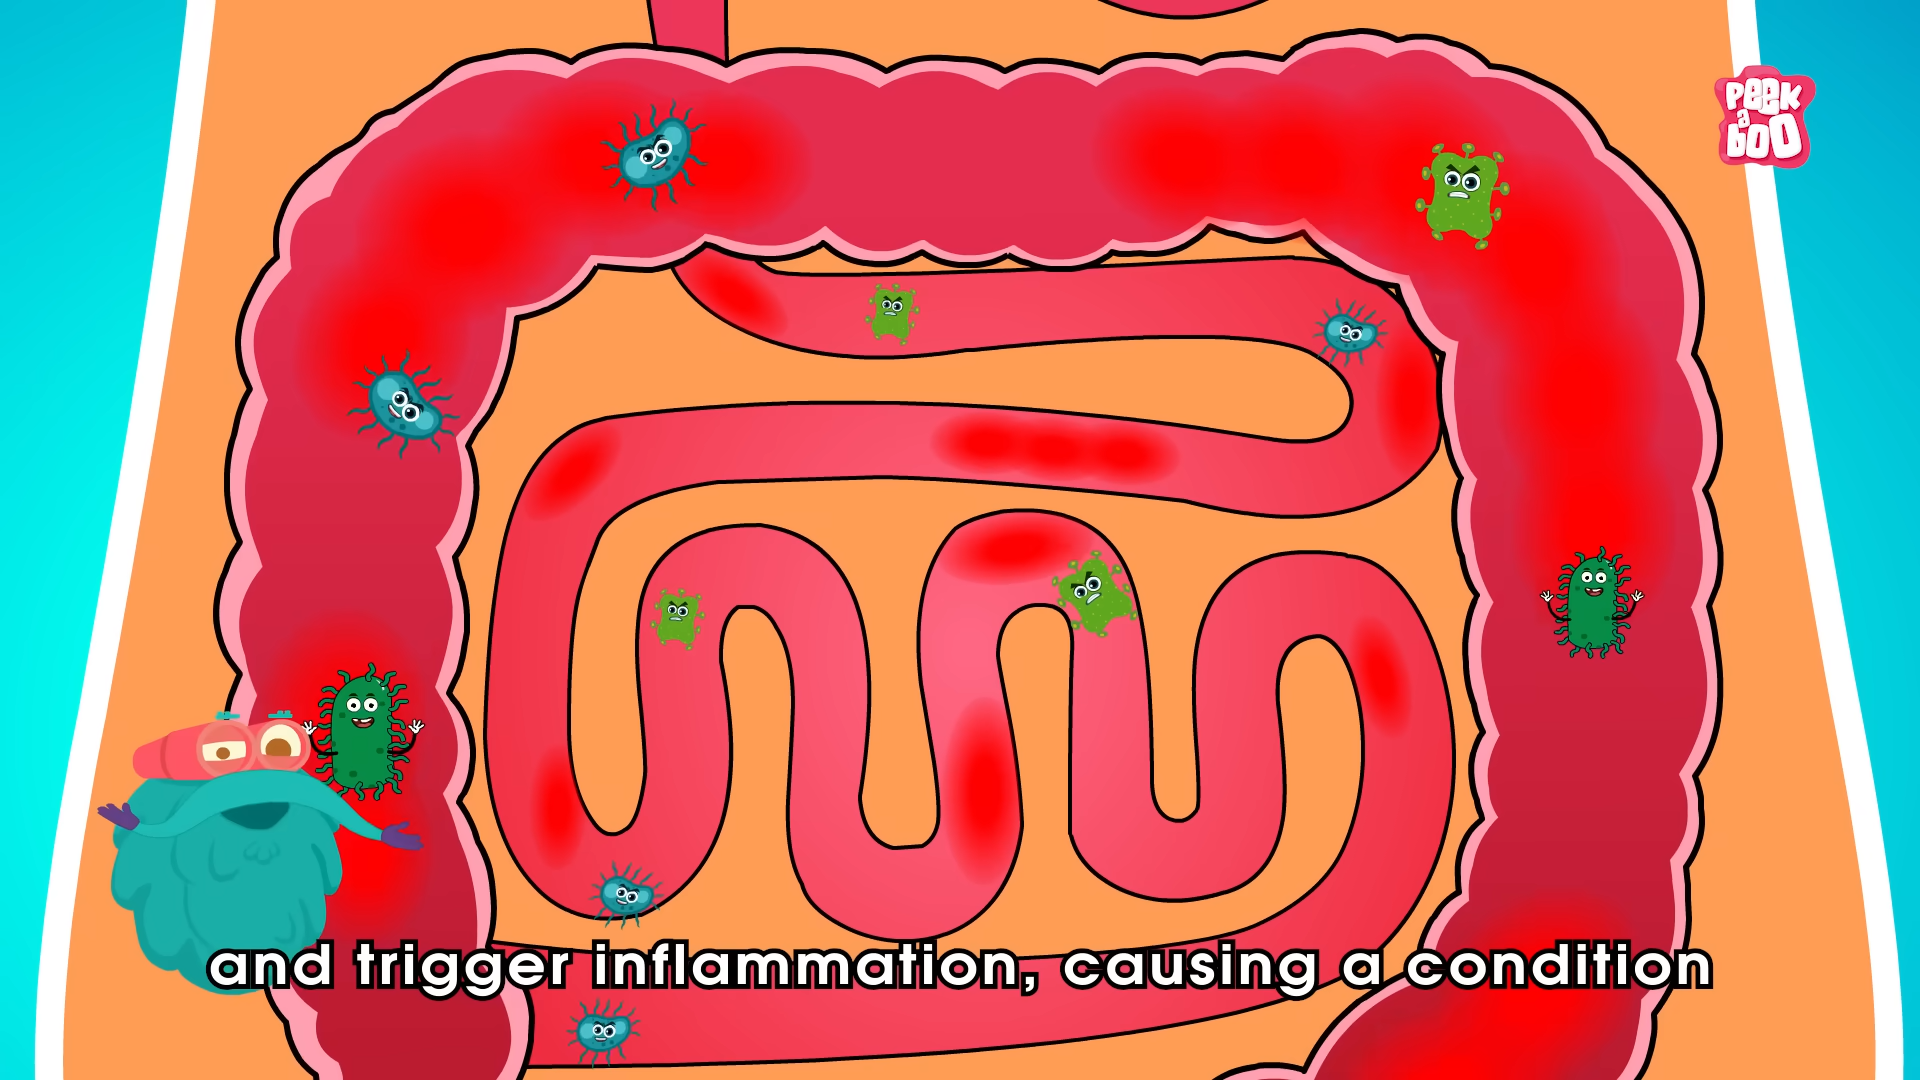 PEEK
a
BOO
and trigger inflammation, causing a condition